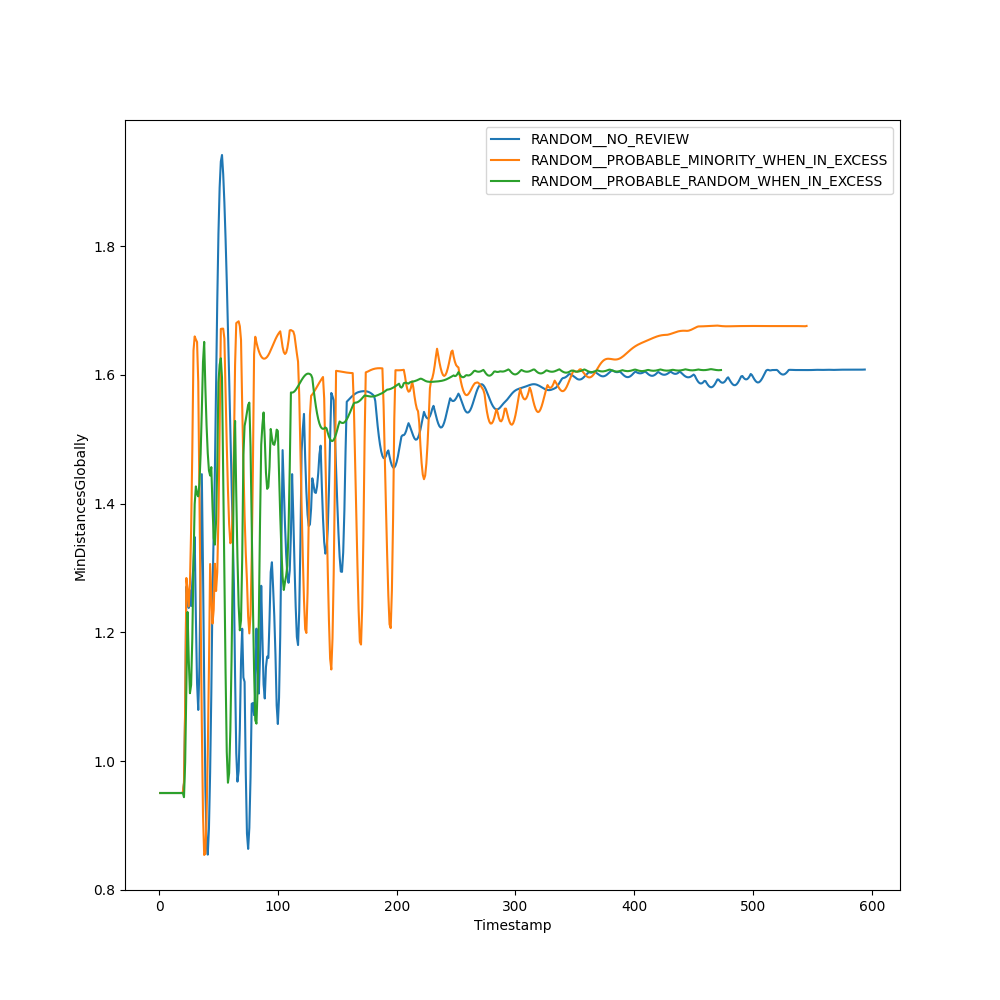 RANDOM__NO_REVIEW
RANDOM__PROBABLE_MINORITY_WHEN_IN_EXCESS
RANDOM__PROBABLE_RANDOM_WHEN_IN_EXCESS
MinDistancesGlobally
1.8
1.6
1.4
1.2
1.0
0.8
0 100 200 300 400 500 600
Timestamp